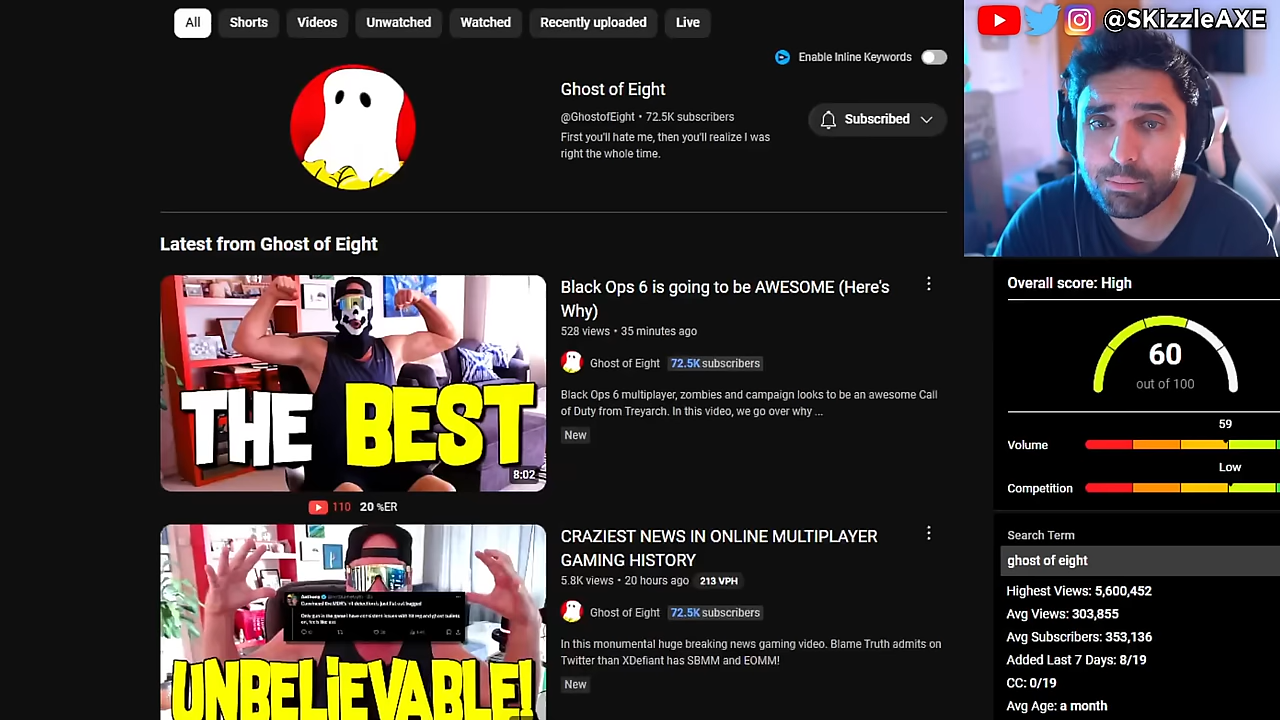 All
Shorts
Videos
Unwatched
Watched
Recently uploaded
Live
@SKizzleAXE
Enable Inline Keywords
Ghost of Eight
@GhostofEight • 72.5K subscribers
Subscribed
First you'll hate me, then you'll realize I was
right the whole time.
Latest from Ghost of Eight
THE BEST
8:02
110 20 %ER
Black Ops 6 is going to be AWESOME (Here's
Why)
528 views • 35 minutes ago
Ghost of Eight 72.5K subscribers
Black Ops 6 multiplayer, zombies and campaign looks to be an awesome Call
of Duty from Treyarch. In this video, we go over why ...
New
UNBELiEVABLE!
CRAZIEST NEWS IN ONLINE MULTIPLAYER
GAMING HISTORY
5.8K views • 20 hours ago 213 VPH
Ghost of Eight 72.5K subscribers
In this monumental huge breaking news gaming video. Blame Truth admits on
Twitter than XDefiant has SBMM and EOMM!
New
Overall score: High
60
out of 100
59
Volume
Low
Competition
Search Term
ghost of eight
Highest Views: 5,600,452
Avg Views: 303,855
Avg Subscribers: 353,136
Added Last 7 Days: 8/19
CC: 0/19
Avg Age: a month